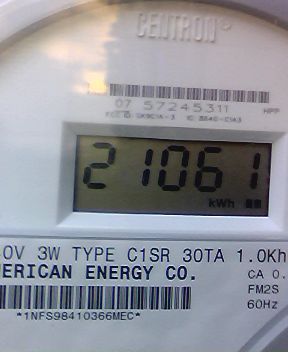 CENTRON®
07 57245311 HPP
21061
kWh
0V 3W TYPE C1SR 30TA 1.0Kh
ERICAN ENERGY CO. CA 0.
FM2S
60Hz
*1NFS98410366MEC*